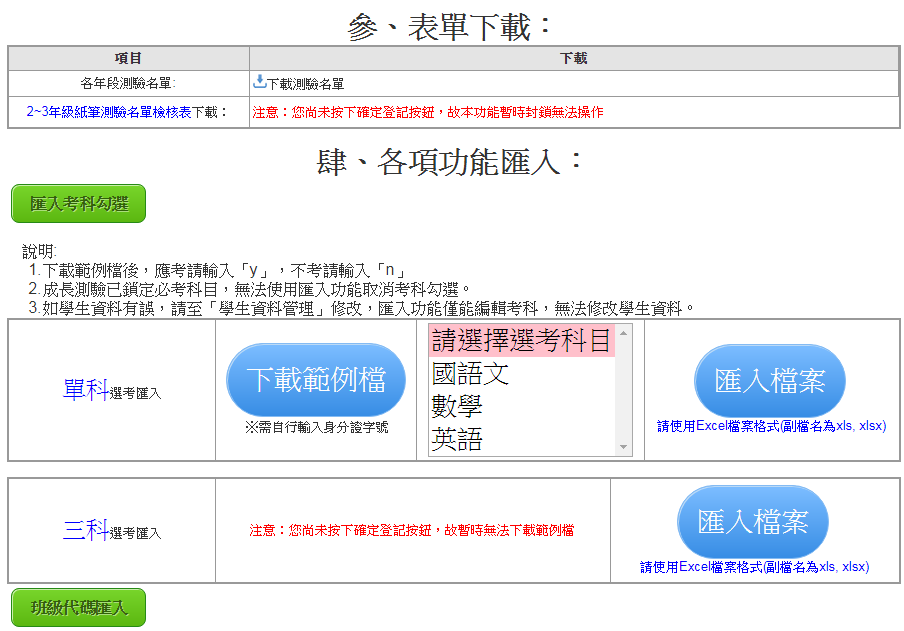 參、表單下載：
項目 下載
各年段測驗名單: 下載測驗名單
2~3年級紙筆測驗名單檢核表下載： 注意：您尚未按下確定登記按鈕，故本功能暫時封鎖無法操作
肆、各項功能匯入：
匯入考科勾選
說明:
1.下載範例檔後，應考請輸入「y」，不考請輸入「n」
2.成長測驗已鎖定必考科目，無法使用匯入功能取消考科勾選。
3.如學生資料有誤，請至「學生資料管理」修改，匯入功能僅能編輯考科，無法修改學生資料。
單科選考匯入
下載範例檔
※需自行輸入身分證字號
請選擇選考科目
國語文
數學
英語
匯入檔案
請使用Excel檔案格式(副檔名為xls, xlsx)
三科選考匯入
注意：您尚未按下確定登記按鈕，故暫時無法下載範例檔
匯入檔案
請使用Excel檔案格式(副檔名為xls, xlsx)
班級代碼匯入